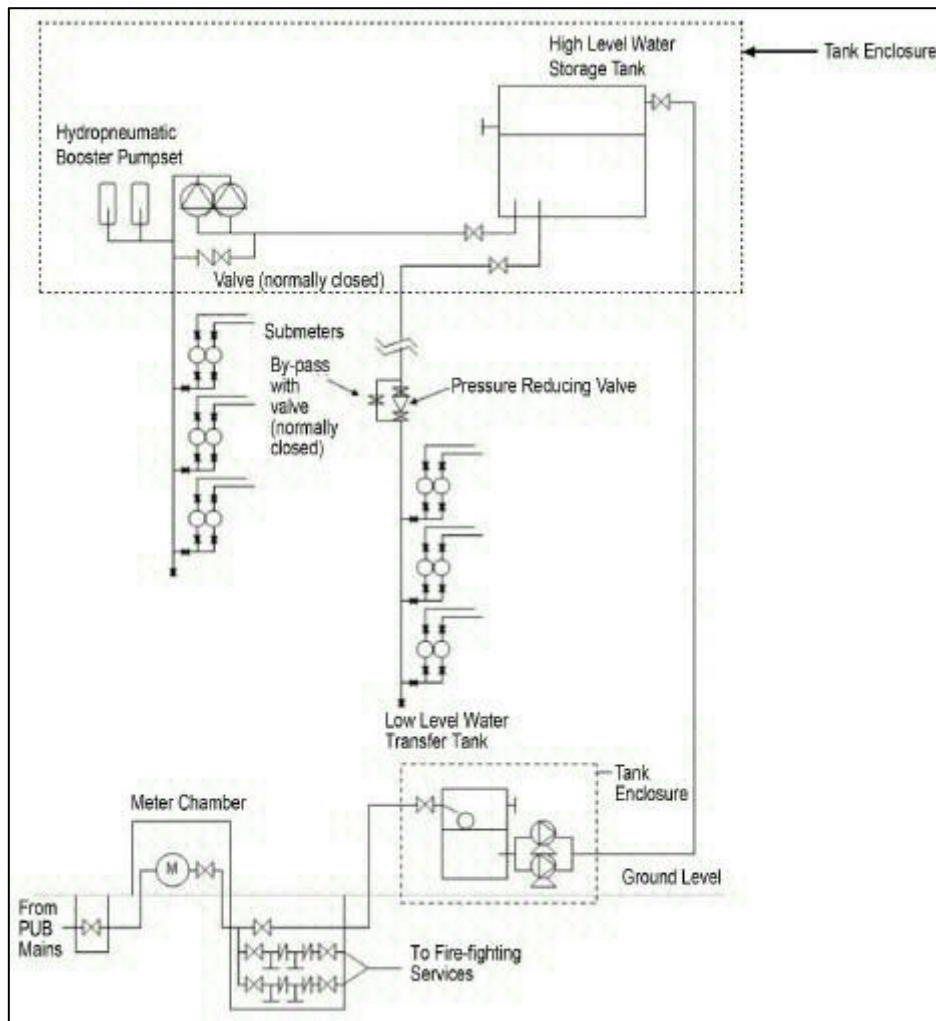 High Level Water
Storage Tank
Tank Enclosure
Hydropneumatic
Booster Pumpset
Valve (normally closed)
Submeters
By-pass
with
valve
(normally
closed)
Pressure Reducing Valve
Low Level Water
Transfer Tank
Tank
Enclosure
Meter Chamber
M
Ground Level
From
PUB
Mains
To Fire-fighting
Services